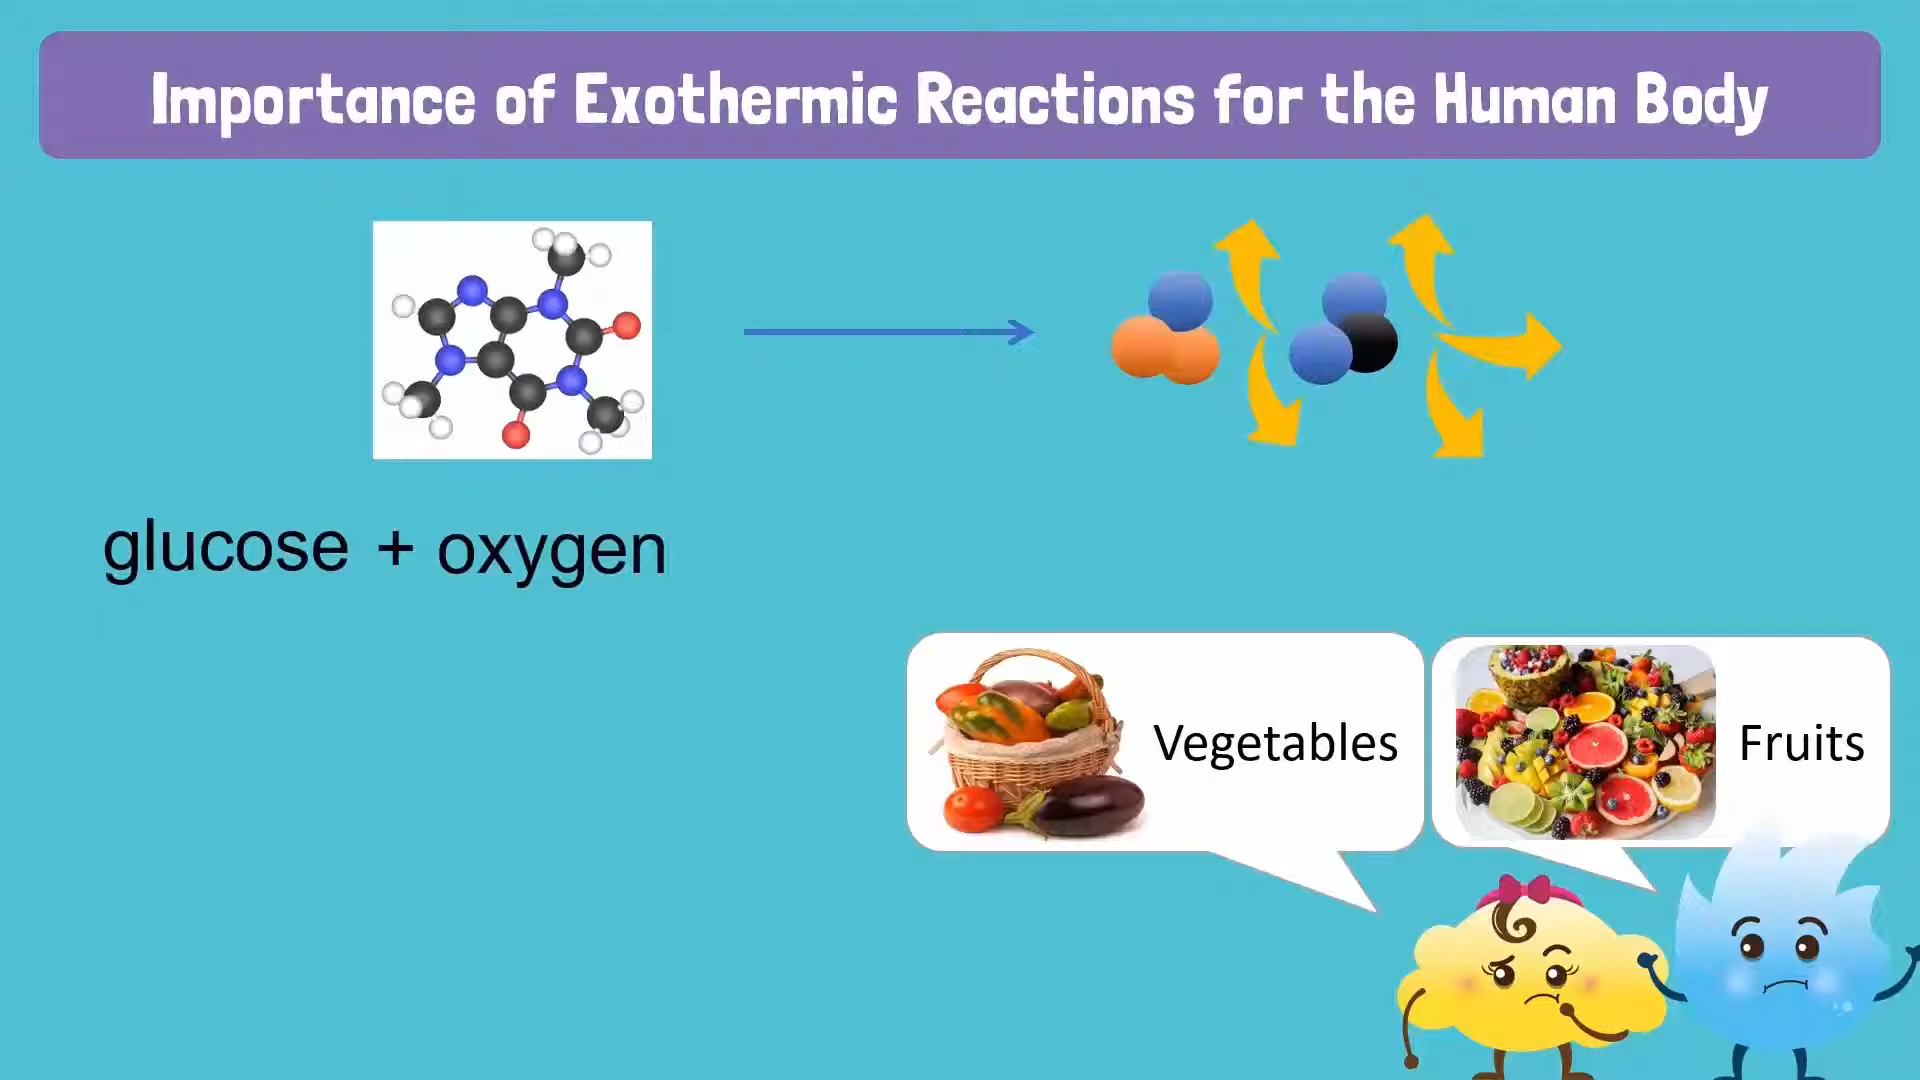 Importance of Exothermic Reactions for the Human Body
glucose + oxygen
Vegetables
Fruits